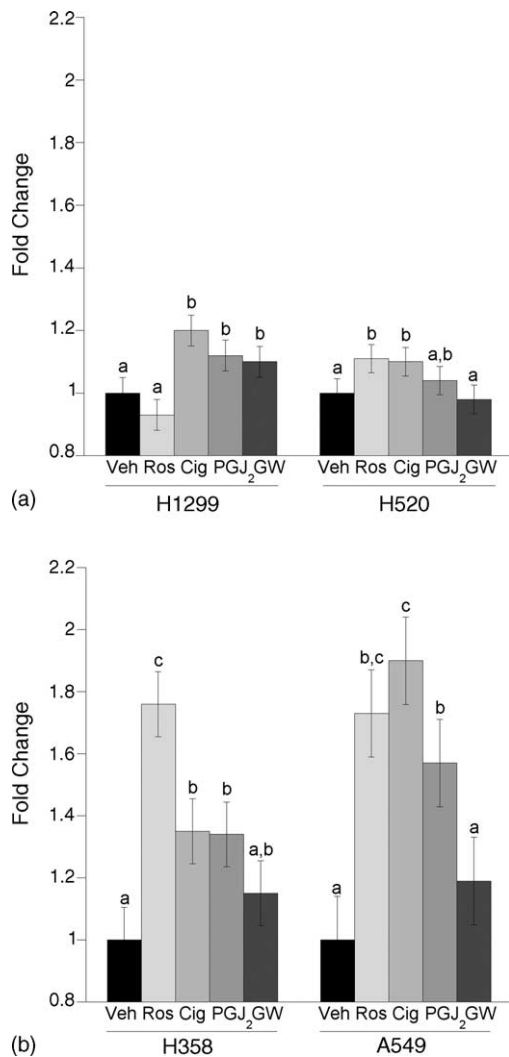 2.2
2
1.8
1.6
1.4
1.2
1
0.8
Fold Change
a
a
b
b
b
a
b
b
a,b
a
Veh Ros Cig PGJ2 GW
Veh Ros Cig PGJ2 GW
H1299
H520
(a)
2.2
2
1.8
1.6
1.4
1.2
1
0.8
Fold Change
a
c
b
b
a,b
a
b,c
c
b
a
Veh Ros Cig PGJ2 GW
Veh Ros Cig PGJ2 GW
H358
A549
(b)